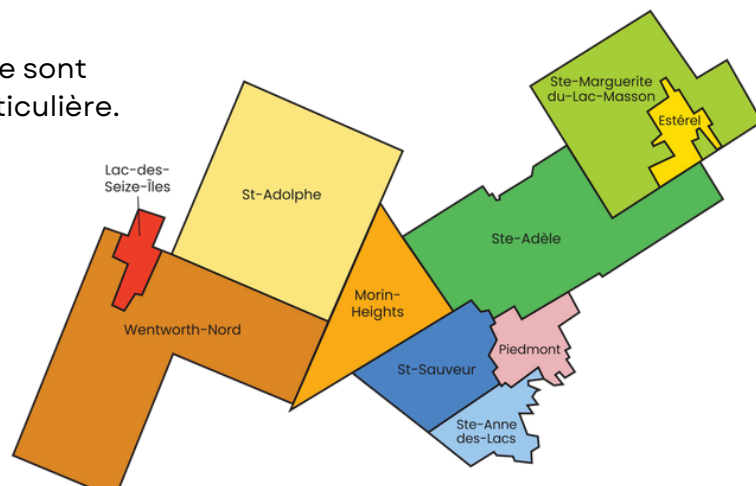 e sont
ticulière.
Ste-Marguerite
du-Lac-Masson
Estérel
Lac-des-
Seize-Îles
St-Adolphe
Ste-Adèle
Morin-
Heights
Wentworth-Nord
Piedmont
St-Sauveur
Ste-Anne
des-Lacs